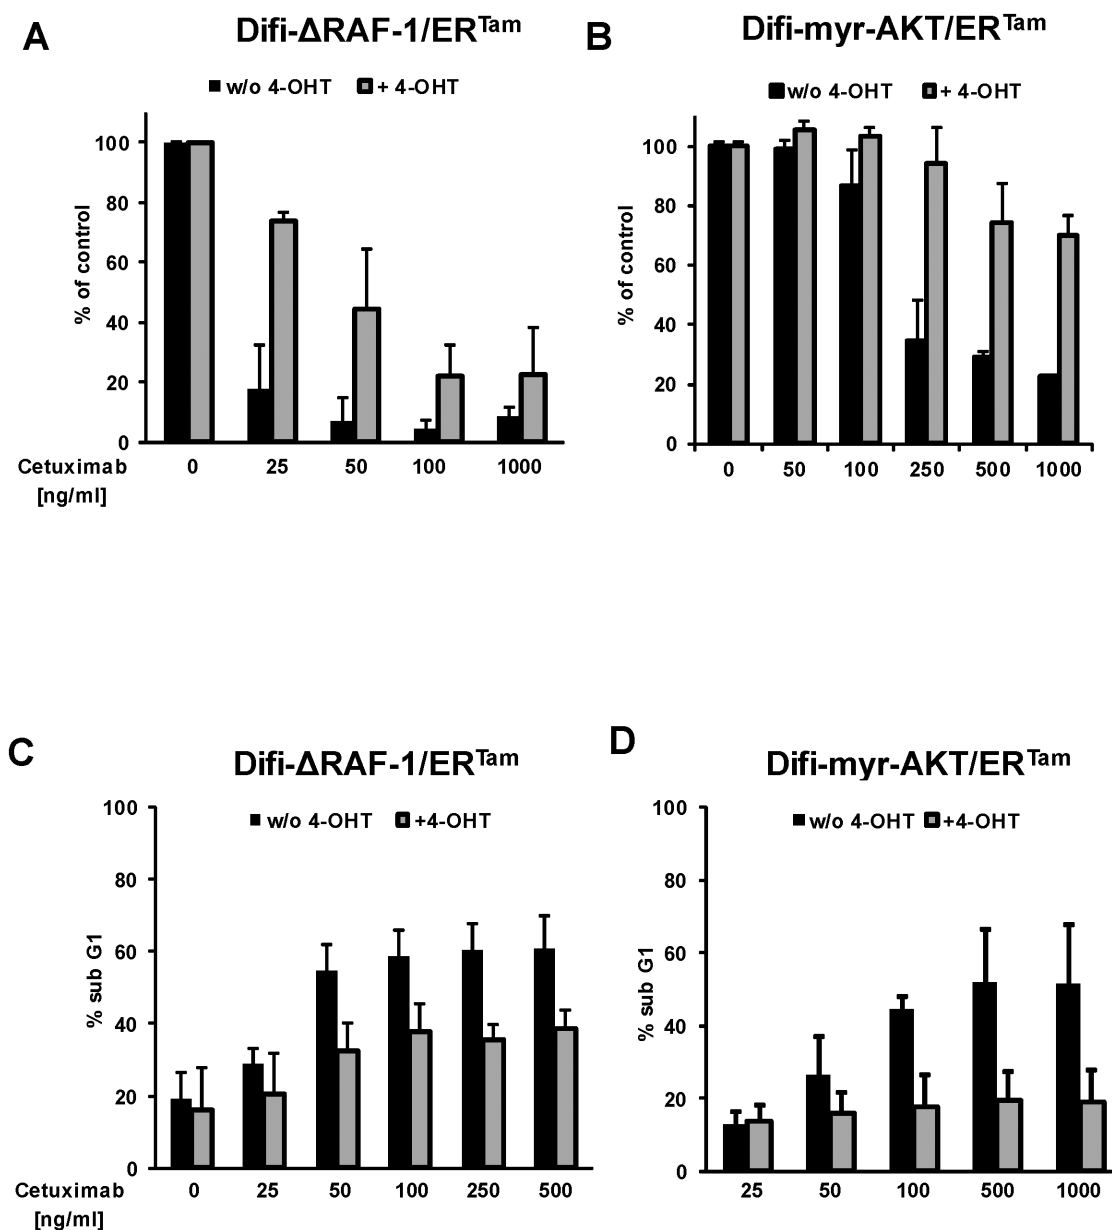 A
Difi-ΔRAF-1/ER^Tam
w/o 4-OHT + 4-OHT
% of control
100
80
60
40
20
0
Cetuximab 0 25 50 100 1000
[ng/ml]
B
Difi-myr-AKT/ER^Tam
w/o 4-OHT + 4-OHT
% of control
100
80
60
40
20
0
0 50 100 250 500 1000
C
Difi-ΔRAF-1/ER^Tam
w/o 4-OHT +4-OHT
% sub G1
100
80
60
40
20
0
Cetuximab 0 25 50 100 250 500
[ng/ml]
D
Difi-myr-AKT/ER^Tam
w/o 4-OHT +4-OHT
% sub G1
100
80
60
40
20
0
25 50 100 500 1000